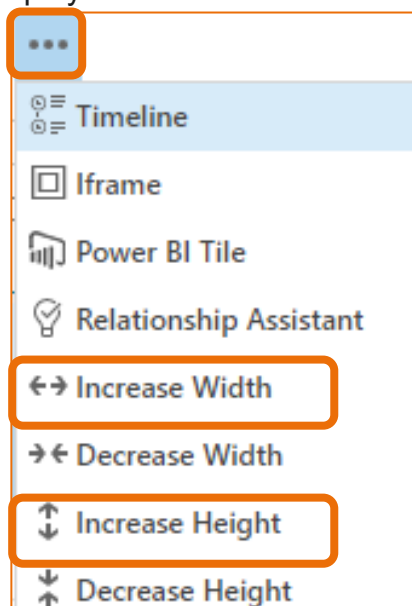 •••
Timeline
Iframe
Power BI Tile
Relationship Assistant
Increase Width
Decrease Width
Increase Height
Decrease Height